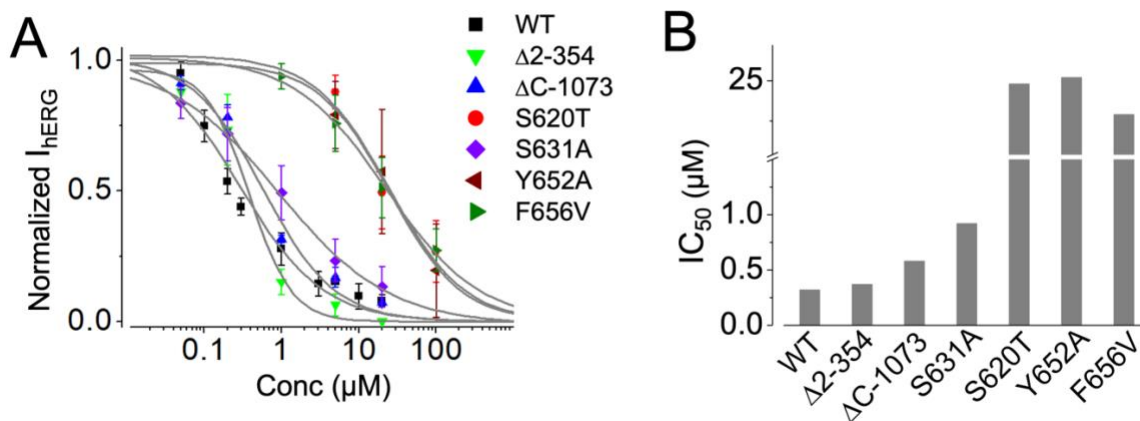 A
Normalized I_hERG
1.0
0.5
0.0
0.1 1 10 100
Conc (µM)
WT
Δ2-354
ΔC-1073
S620T
S631A
Y652A
F656V
B
IC₅₀ (µM)
25
1.0
0.5
0.0
WT
Δ2-354
ΔC-1073
S631A
S620T
Y652A
F656V